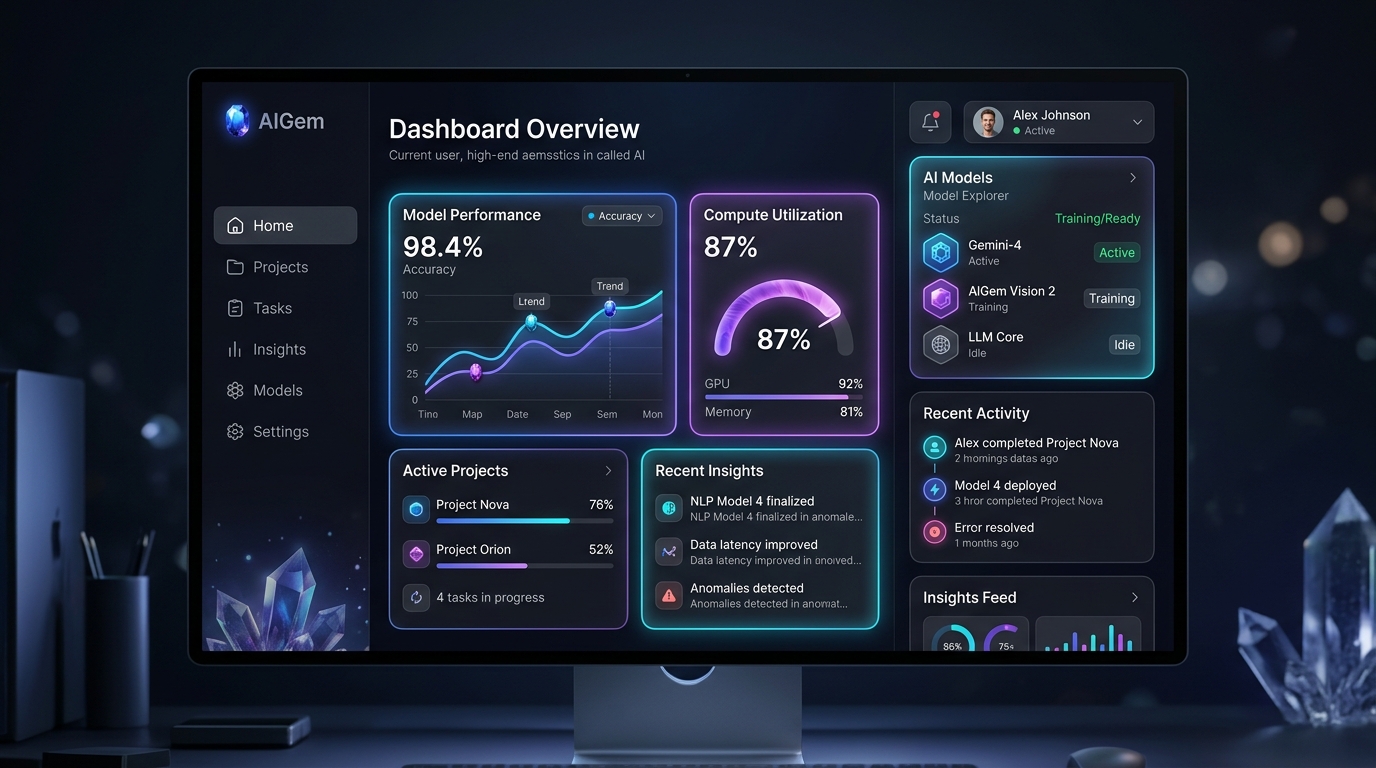 AIGem
Home
Projects
Tasks
Insights
Models
Settings
Dashboard Overview
Current user, high-end aemsstics in called AI
Model Performance
Accuracy
98.4%
Accuracy
100
75
50
25
0
Lrend
Trand
Tino Map Date Sep Sem Mon
Compute Utilization
87%
87%
GPU 92%
Memory 81%
Active Projects
Project Nova 76%
Project Orion 52%
4 tasks in progress
Recent Insights
NLP Model 4 finalized
NLP Model 4 finalized in anomale...
Data latency improved
Data latency improved in onoived...
Anomalies detected
Anomalies detected in anomat...
Alex Johnson
Active
AI Models
Model Explorer
Status Training/Ready
Gemini-4
Active
Active
AIGem Vision 2
Training
Training
LLM Core
Idle
Idie
Recent Activity
Alex completed Project Nova
2 mornings datas ago
Model 4 deployed
3 hror completed Project Nova
Error resolved
1 months ago
Insights Feed
86%